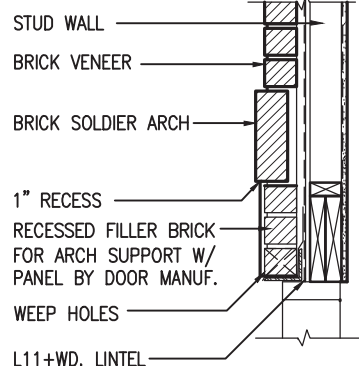 STUD WALL
BRICK VENEER
BRICK SOLDIER ARCH
1" RECESS
RECESSED FILLER BRICK
FOR ARCH SUPPORT W/
PANEL BY DOOR MANUF.
WEEP HOLES
L11+WD. LINTEL